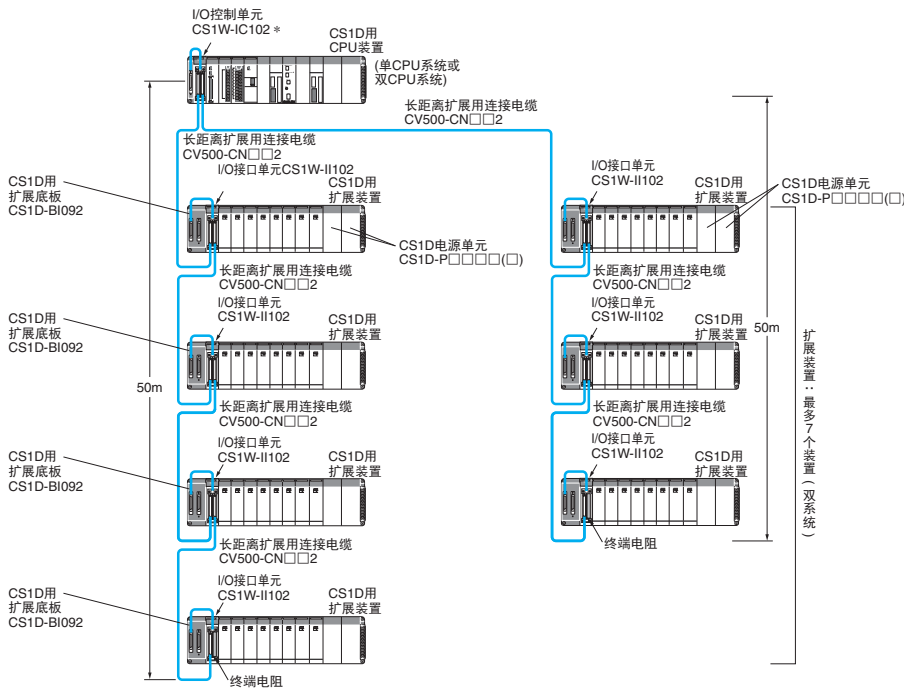 I/O控制单元
CS1W-IC102 *
CS1D用
CPU装置
(单CPU系统或
双CPU系统)
长距离扩展用连接电缆
CV500-CN□□2
长距离扩展用连接电缆
CV500-CN□□2
I/O接口单元CS1W-II102
CS1D用
扩展底板
CS1D-BI092
CS1D用
扩展装置
CS1D电源单元
CS1D-P□□□□(□)
I/O接口单元
CS1W-II102
CS1D用
扩展装置
CS1D电源单元
CS1D-P□□□□(□)
长距离扩展用连接电缆
CV500-CN□□2
长距离扩展用连接电缆
CV500-CN□□2
CS1D用
扩展底板
CS1D-BI092
I/O接口单元
CS1W-II102
CS1D用
扩展装置
I/O接口单元
CS1W-II102
CS1D用
扩展装置
50m
50m
扩展装置：最多7个装置(双系统)
长距离扩展用连接电缆
CV500-CN□□2
长距离扩展用连接电缆
CV500-CN□□2
CS1D用
扩展底板
CS1D-BI092
I/O接口单元
CS1W-II102
CS1D用
扩展装置
I/O接口单元
CS1W-II102
CS1D用
扩展装置
终端电阻
长距离扩展用连接电缆
CV500-CN□□2
CS1D用
扩展底板
CS1D-BI092
I/O接口单元
CS1W-II102
CS1D用
扩展装置
终端电阻